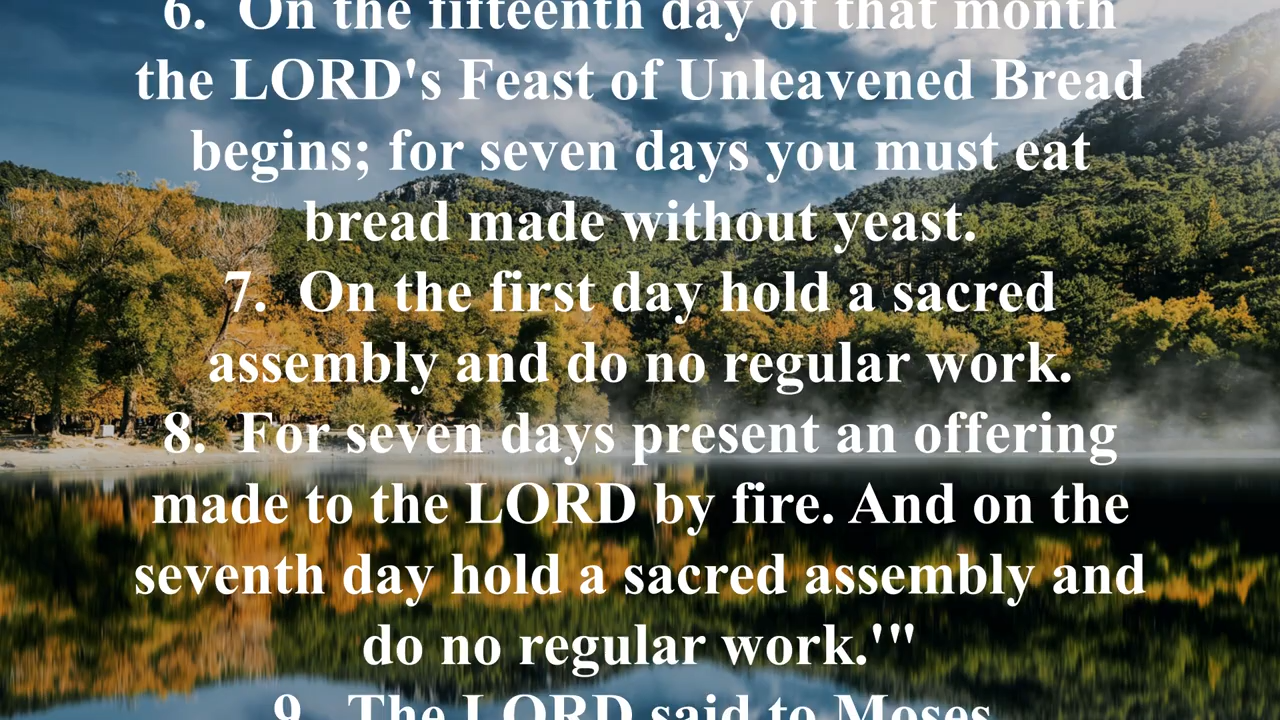 6.  On the fifteenth day of that month
the LORD's Feast of Unleavened Bread
begins; for seven days you must eat
bread made without yeast.
7.  On the first day hold a sacred
assembly and do no regular work.
8.  For seven days present an offering
made to the LORD by fire. And on the
seventh day hold a sacred assembly and
do no regular work.'"
9.  The LORD said to Moses,